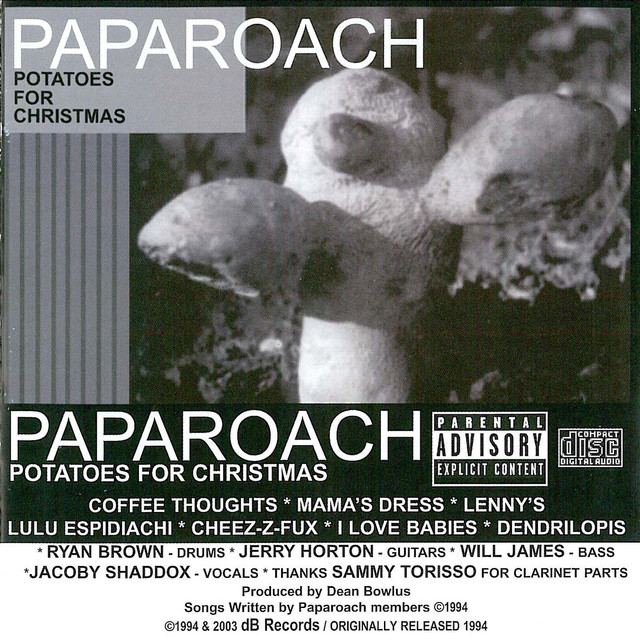 PAPAROACH
POTATOES
FOR
CHRISTMAS
PAPAROACH
POTATOES FOR CHRISTMAS
PARENTAL
ADVISORY
EXPLICIT CONTENT
COMPACT
disc
DIGITAL AUDIO
COFFEE THOUGHTS * MAMA'S DRESS * LENNY'S
LULU ESPIDIACHI * CHEEZ-Z-FUX * I LOVE BABIES * DENDRILOPIS
* RYAN BROWN - DRUMS * JERRY HORTON - GUITARS * WILL JAMES - BASS
*JACOBY SHADDOX - VOCALS * THANKS SAMMY TORISSO FOR CLARINET PARTS
Produced by Dean Bowlus
Songs Written by Paparoach members ©1994
©1994 & 2003 dB Records / ORIGINALLY RELEASED 1994